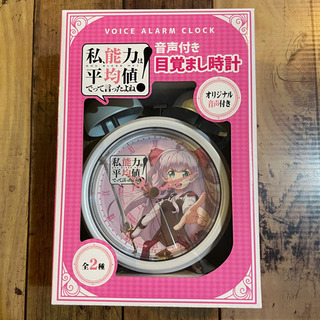 VOICE ALARM CLOCK
私、能力は
平均値
でって言ったよね!
音声付き
目覚まし時計
オリジナル
音声付き
私、能力は
平均値
でって言ったよね!
全2種